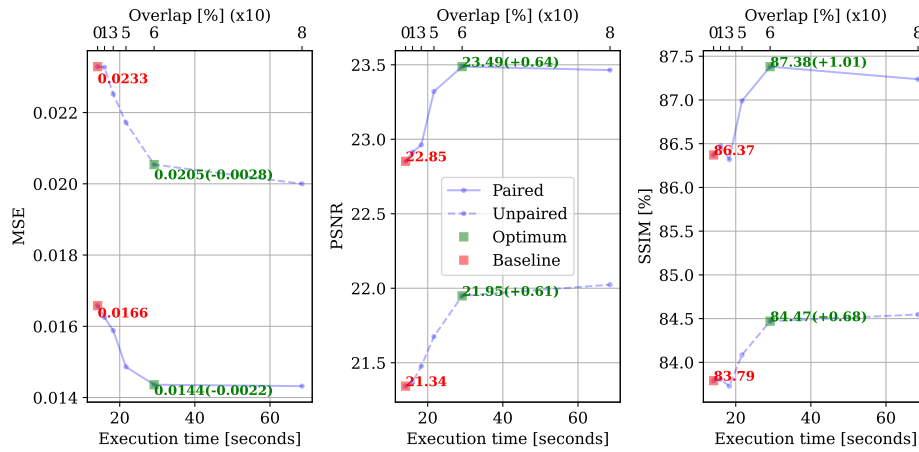 Overlap [%] (x10)
0 1 3 5 6 8
0.0233
0.0205(-0.0028)
0.0166
0.0144(-0.0022)
0.022
0.020
0.018
0.016
0.014
MSE
20 40 60
Execution time [seconds]
Overlap [%] (x10)
0 1 3 5 6 8
23.49(+0.64)
22.85
21.95(+0.61)
21.34
23.5
23.0
22.5
22.0
21.5
PSNR
Paired
Unpaired
Optimum
Baseline
20 40 60
Execution time [seconds]
Overlap [%] (x10)
0 1 3 5 6 8
87.38(+1.01)
86.37
84.47(+0.68)
83.79
87.5
87.0
86.5
86.0
85.5
85.0
84.5
84.0
SSIM [%]
20 40 60
Execution time [seconds]